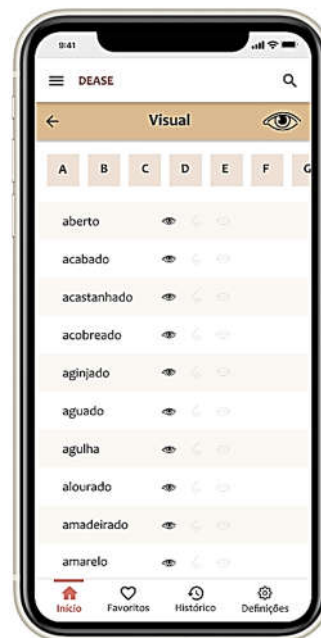 9:41
DEASE
Visual
A B C D E F G
aberto
acabado
acastanhado
acobreado
aginjado
aguado
agulha
alourado
amadeirado
amarelo
Início Favoritos Histórico Definições